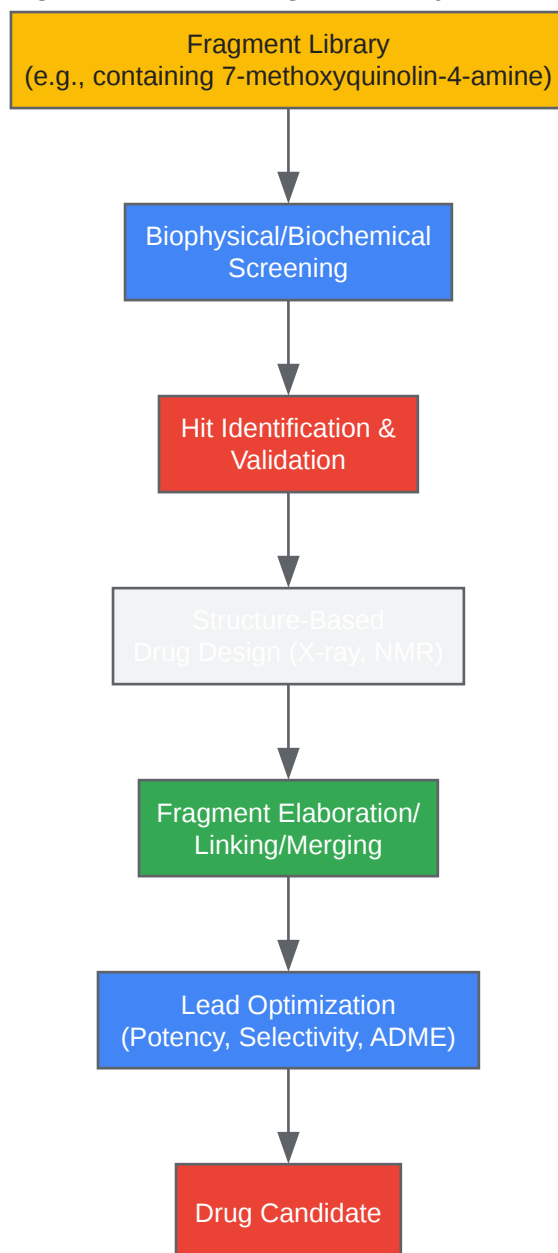 Fragment Library
(e.g., containing 7-methoxyquinolin-4-amine)
Biophysical/Biochemical
Screening
Hit Identification &
Validation
Structure-Based
Drug Design (X-ray, NMR)
Fragment Elaboration/
Linking/Merging
Lead Optimization
(Potency, Selectivity, ADME)
Drug Candidate